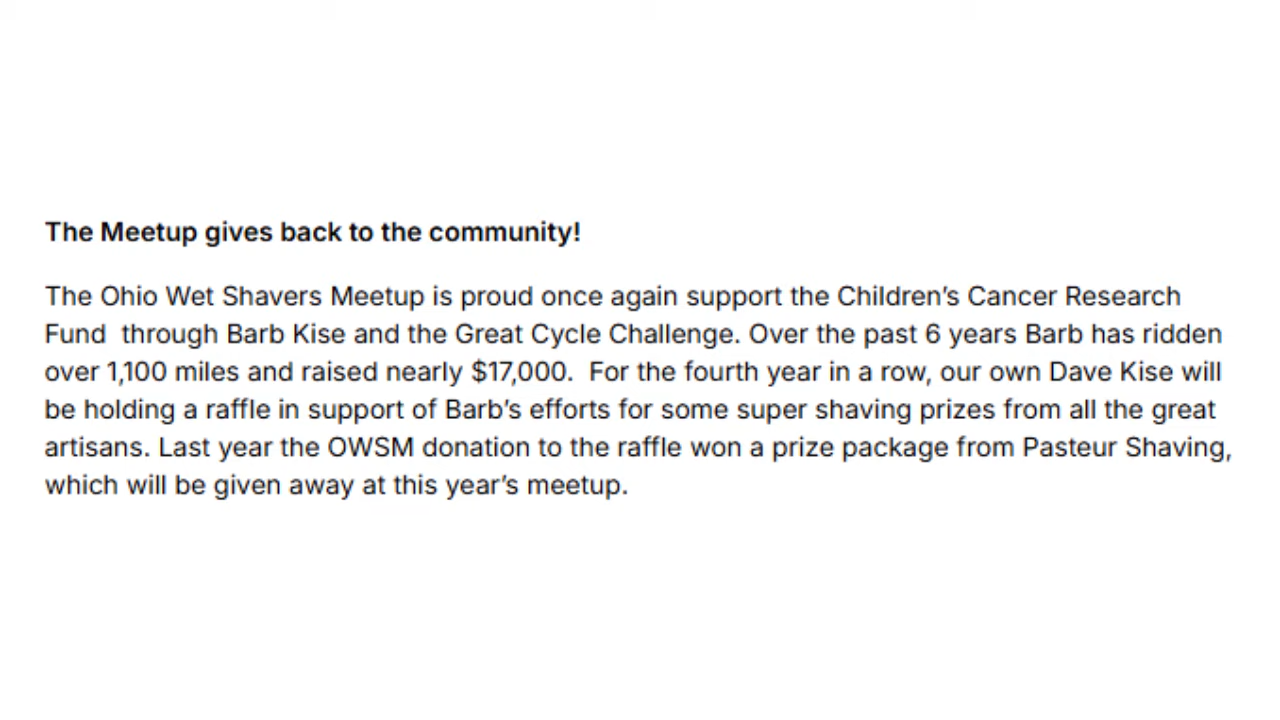 The Meetup gives back to the community!
The Ohio Wet Shavers Meetup is proud once again support the Children’s Cancer Research
Fund  through Barb Kise and the Great Cycle Challenge. Over the past 6 years Barb has ridden
over 1,100 miles and raised nearly $17,000.  For the fourth year in a row, our own Dave Kise will
be holding a raffle in support of Barb’s efforts for some super shaving prizes from all the great
artisans. Last year the OWSM donation to the raffle won a prize package from Pasteur Shaving,
which will be given away at this year’s meetup.